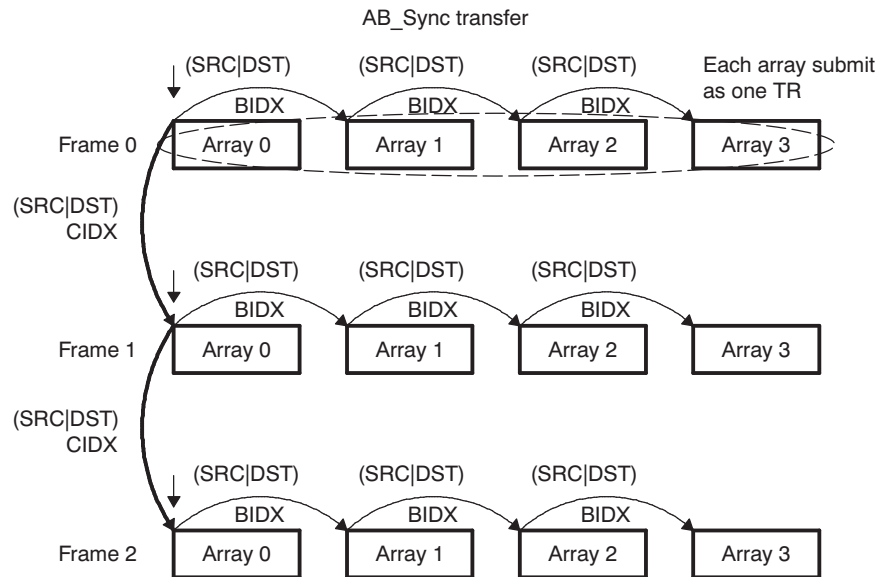 AB_Sync transfer
(SRC|DST) (SRC|DST) (SRC|DST) Each array submit
BIDX BIDX BIDX as one TR
Frame 0 Array 0 Array 1 Array 2 Array 3
(SRC|DST)
CIDX
(SRC|DST) (SRC|DST) (SRC|DST)
BIDX BIDX BIDX
Frame 1 Array 0 Array 1 Array 2 Array 3
(SRC|DST)
CIDX
(SRC|DST) (SRC|DST) (SRC|DST)
BIDX BIDX BIDX
Frame 2 Array 0 Array 1 Array 2 Array 3